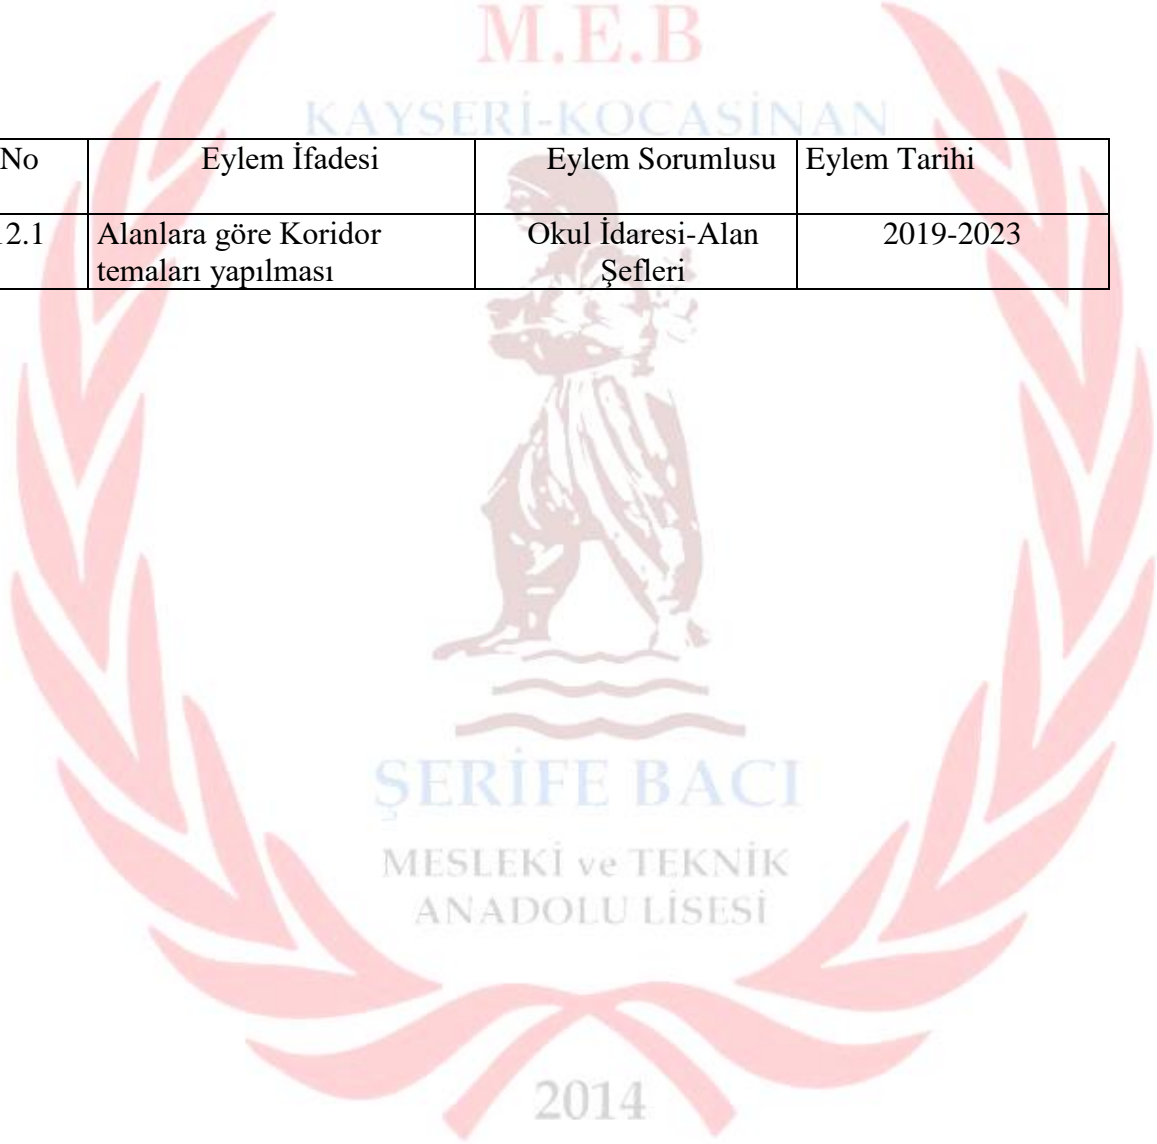 M.E.B
KAYSERİ-KOCASİNAN
No Eylem İfadesi Eylem Sorumlusu Eylem Tarihi
2.1 Alanlara göre Koridor temaları yapılması Okul İdaresi-Alan Şefleri 2019-2023
ŞERİFE BACI
MESLEKİ ve TEKNİK
ANADOLU LİSESİ
2014